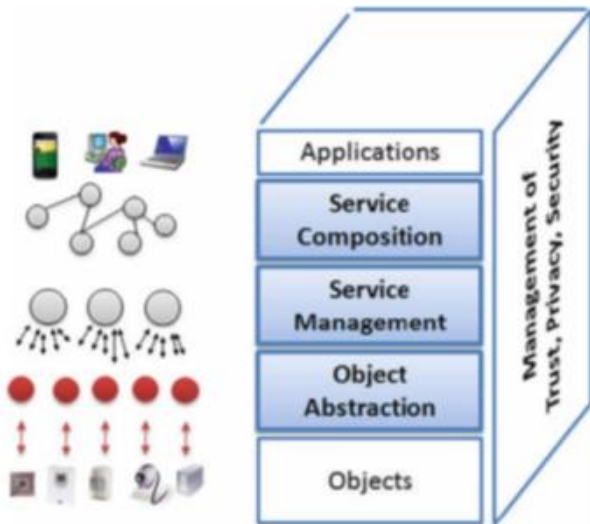 Applications
Service
Composition
Service
Management
Object
Abstraction
Objects
Management of
Trust, Privacy, Security